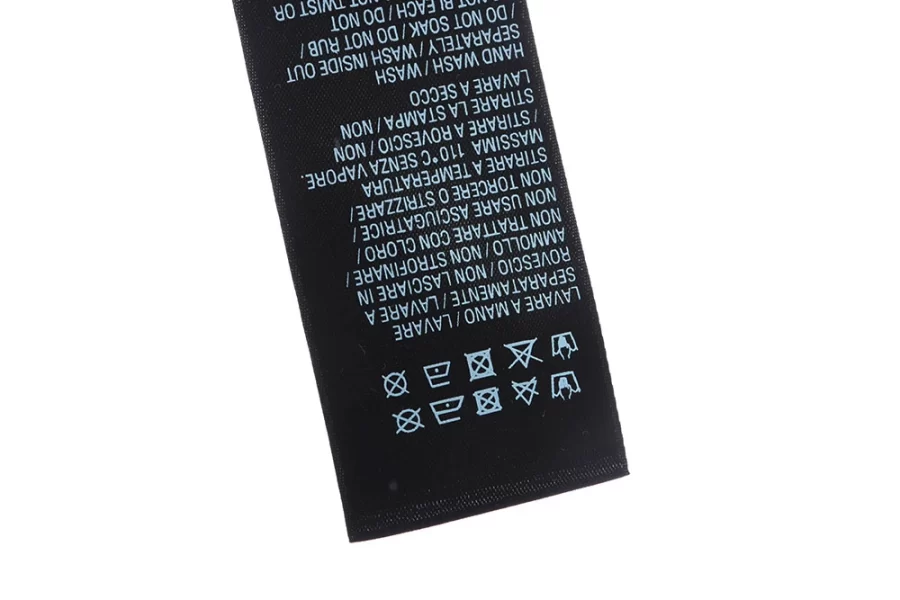 LAVARE A MANO / LAVARE
SEPARATAMENTE / LAVARE A
ROVESCIO / NON LASCIARE IN
AMMOLLO / NON STROFINARE /
NON TRATTARE CON CLORO /
NON USARE ASCIUGATRICE /
NON TORCERE O STRIZZARE /
STIRARE A TEMPERATURA
MASSIMA 110°C SENZA VAPORE.
/ STIRARE A ROVESCIO / NON
STIRARE LA STAMPA / NON
LAVARE A SECCO
HAND WASH / WASH
SEPARATELY / WASH INSIDE OUT
/ DO NOT SOAK / DO NOT RUB /
DO NOT BLEACH / DO NOT
NOT TWIST OR